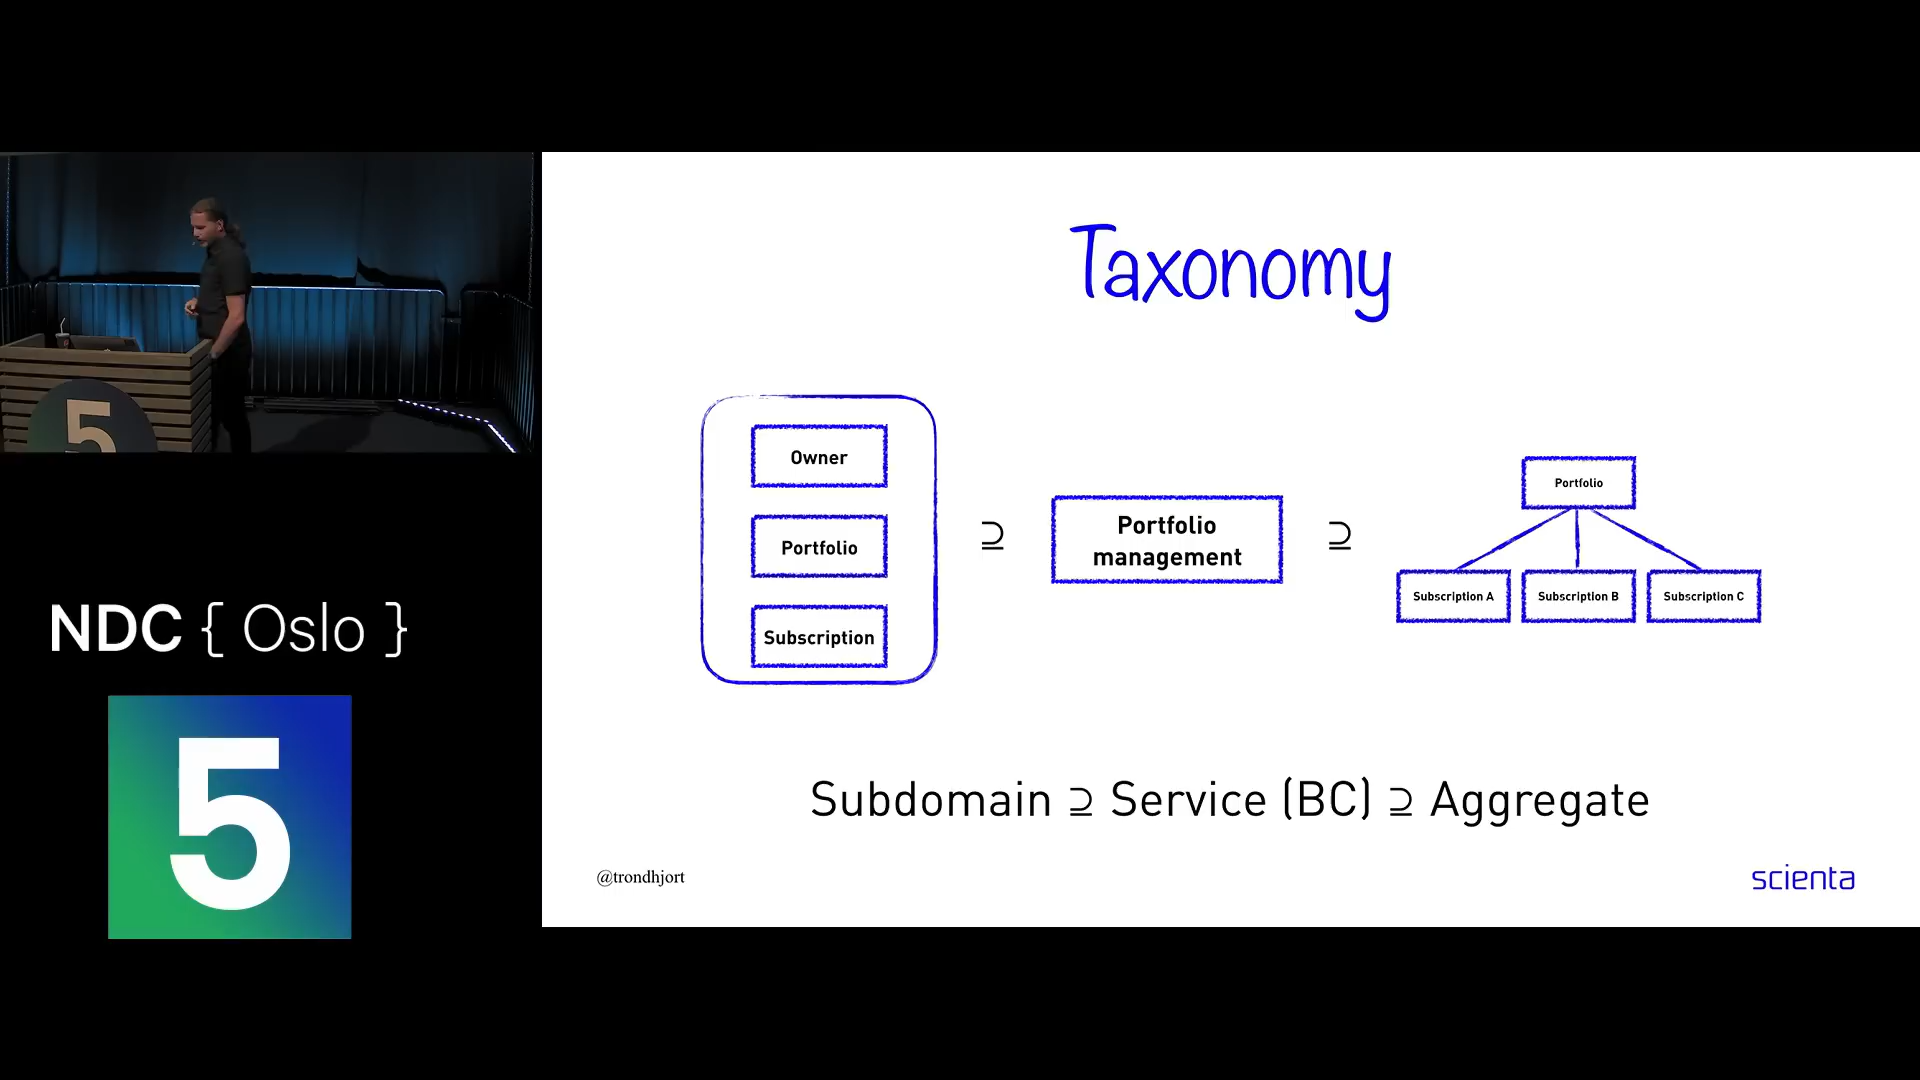 Taxonomy
Owner
Portfolio
Subscription
⊇
Portfolio
management
⊇
Portfolio
Subscription A
Subscription B
Subscription C
Subdomain ⊇ Service (BC) ⊇ Aggregate
@trondhjort
scienta
5
NDC { Oslo }
5